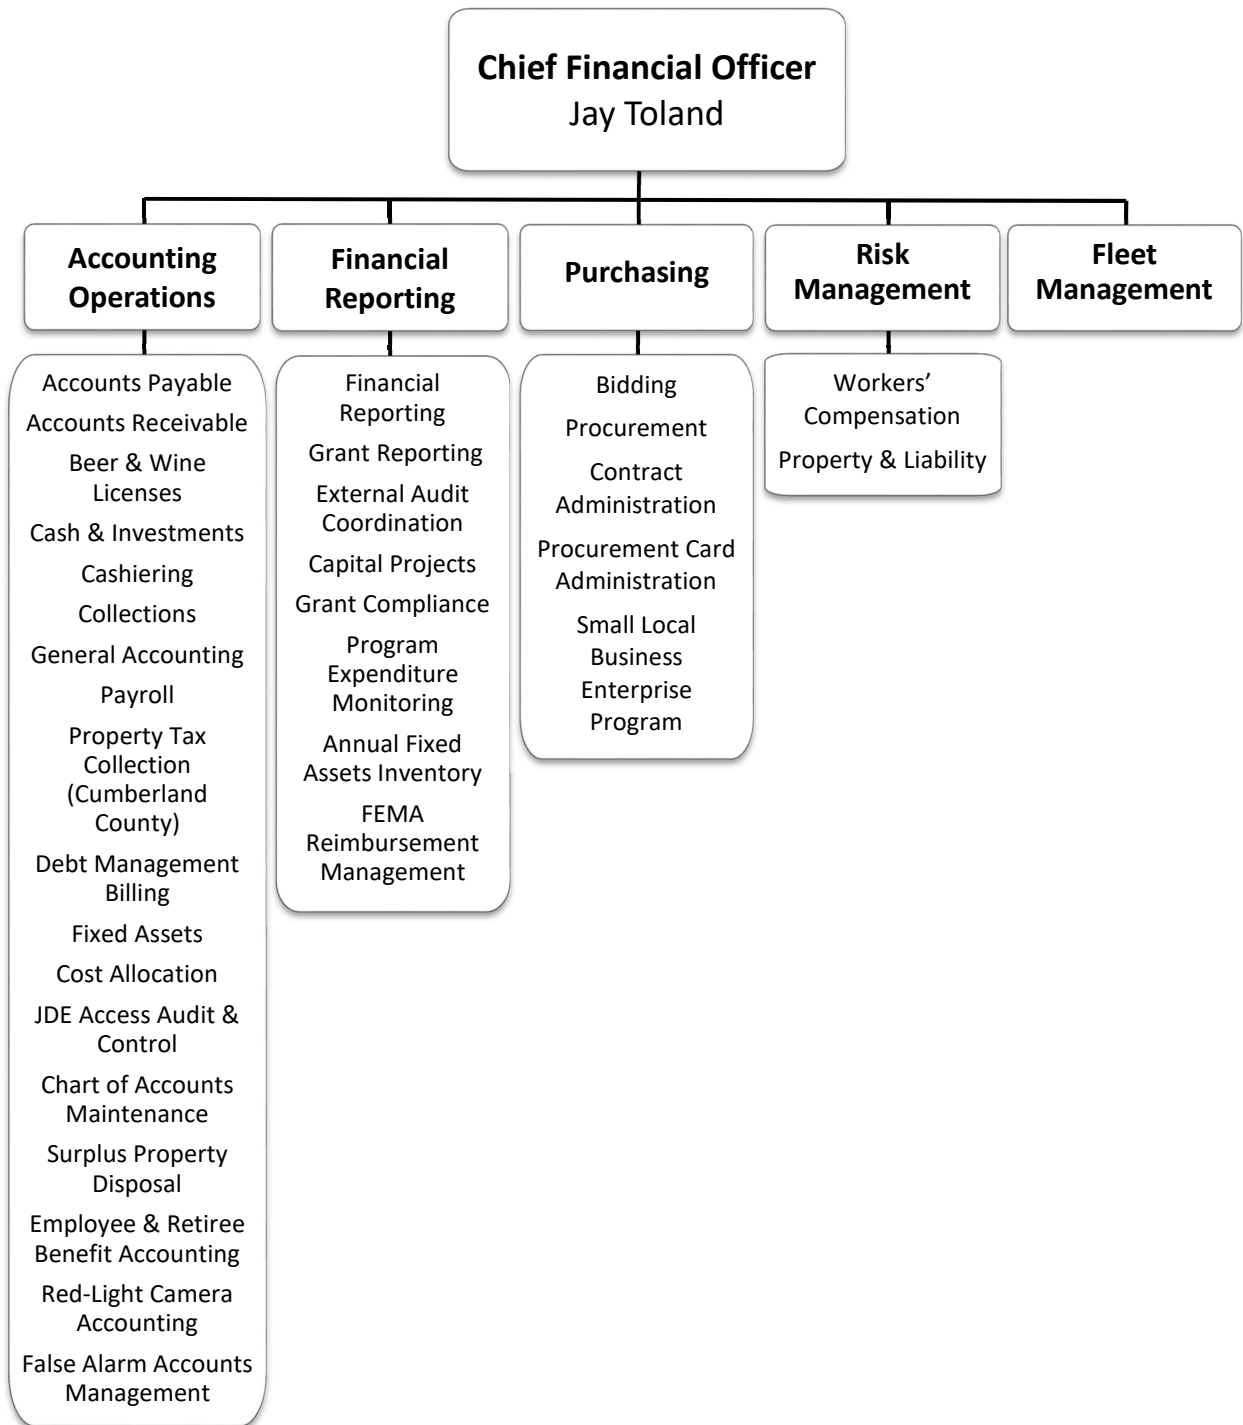 Chief Financial Officer
Jay Toland
Accounting
Operations
Financial
Reporting
Purchasing
Risk
Management
Fleet
Management
Accounts Payable
Accounts Receivable
Beer & Wine
Licenses
Cash & Investments
Cashiering
Collections
General Accounting
Payroll
Property Tax
Collection
(Cumberland
County)
Debt Management
Billing
Fixed Assets
Cost Allocation
JDE Access Audit &
Control
Chart of Accounts
Maintenance
Surplus Property
Disposal
Employee & Retiree
Benefit Accounting
Red-Light Camera
Accounting
False Alarm Accounts
Management
Financial
Reporting
Grant Reporting
External Audit
Coordination
Capital Projects
Grant Compliance
Program
Expenditure
Monitoring
Annual Fixed
Assets Inventory
FEMA
Reimbursement
Management
Bidding
Procurement
Contract
Administration
Procurement Card
Administration
Small Local
Business
Enterprise
Program
Workers’
Compensation
Property & Liability